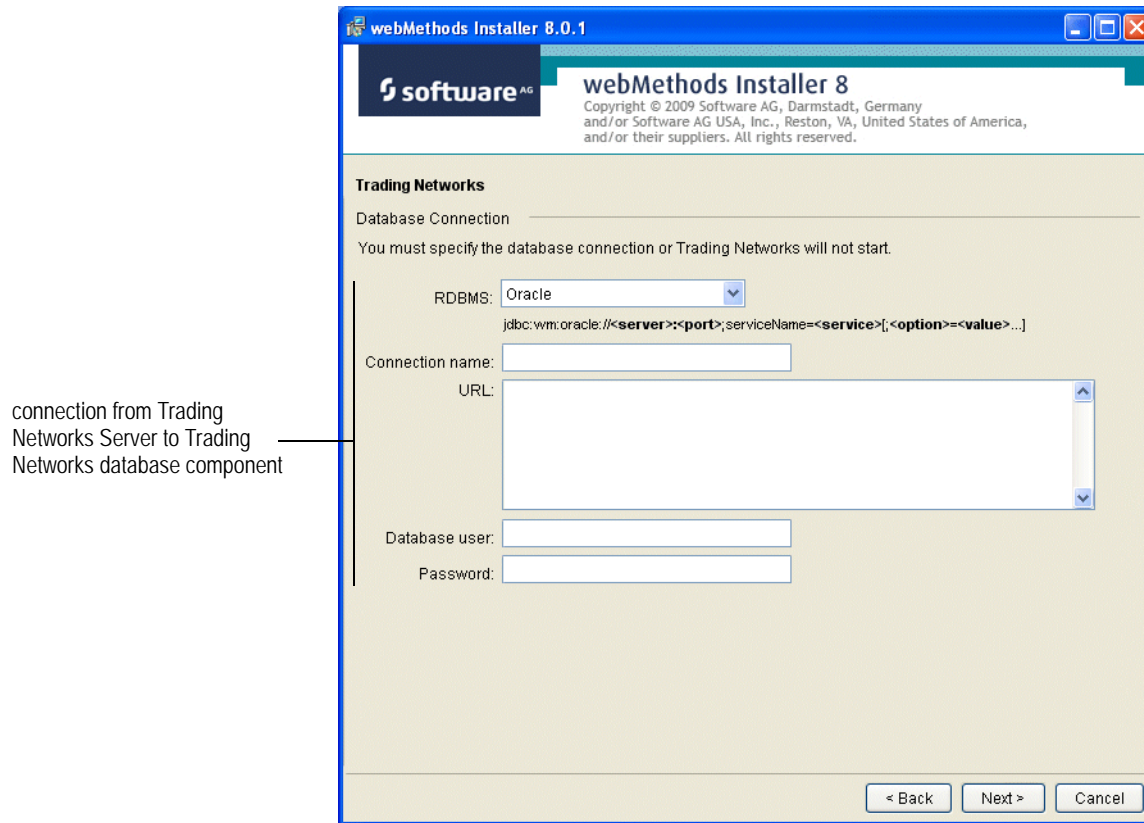 webMethods Installer 8.0.1
software AG
webMethods Installer 8
Copyright © 2009 Software AG, Darmstadt, Germany
and/or Software AG USA, Inc., Reston, VA, United States of America,
and/or their suppliers. All rights reserved.
Trading Networks
Database Connection
You must specify the database connection or Trading Networks will not start.
RDBMS: Oracle
jdbc:wm:oracle://<server>:<port>;serviceName=<service>[;<option>=<value>...]
Connection name:
URL:
connection from Trading
Networks Server to Trading
Networks database component
Database user:
Password:
< Back Next > Cancel